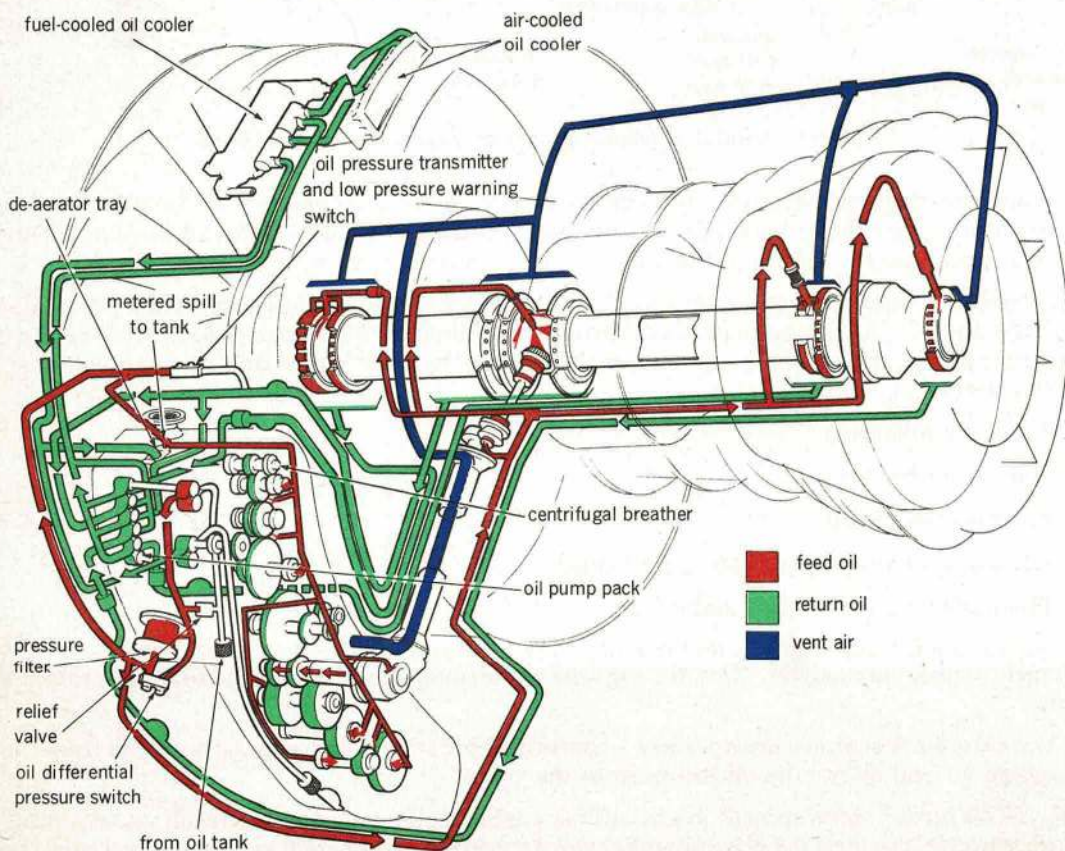 fuel-cooled oil cooler
air-cooled
oil cooler
oil pressure transmitter
and low pressure warning
switch
de-aerator tray
metered spill
to tank
centrifugal breather
oil pump pack
feed oil
return oil
vent air
pressure
filter
relief
valve
oil differential
pressure switch
from oil tank